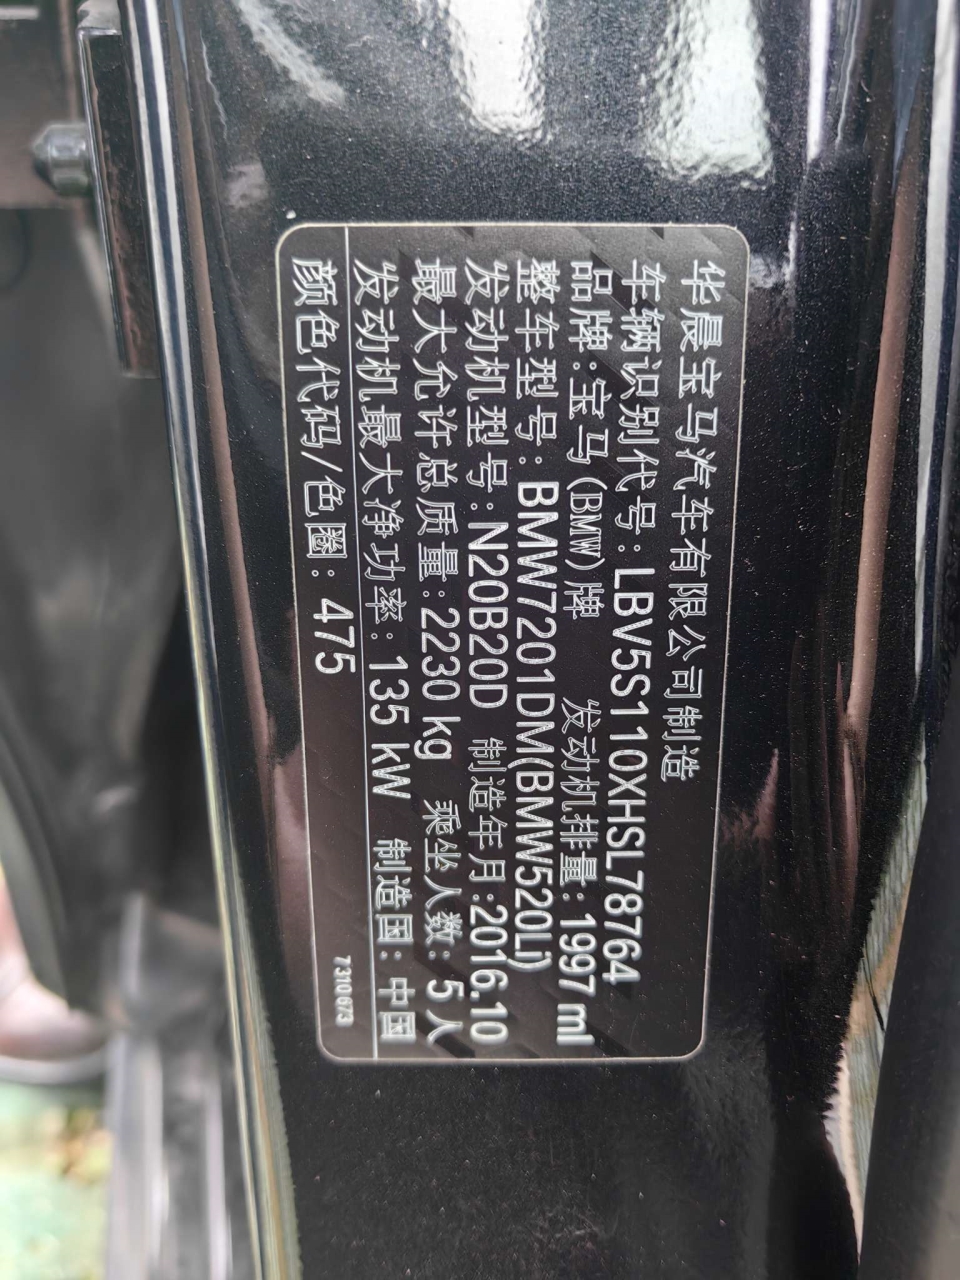 华晨宝马汽车有限公司制造
车辆识别代号:LBV5S110XHSL78764
品牌:宝马(BMW)牌 发动机排量:1997 ml
整车型号:BMW7201DM(BMW520Li)
发动机型号:N20B20D 制造年月:2016.10
最大允许总质量:2230 kg 乘坐人数:5人
发动机最大净功率:135 kW 制造国:中国
颜色代码/色圈:475
7310673